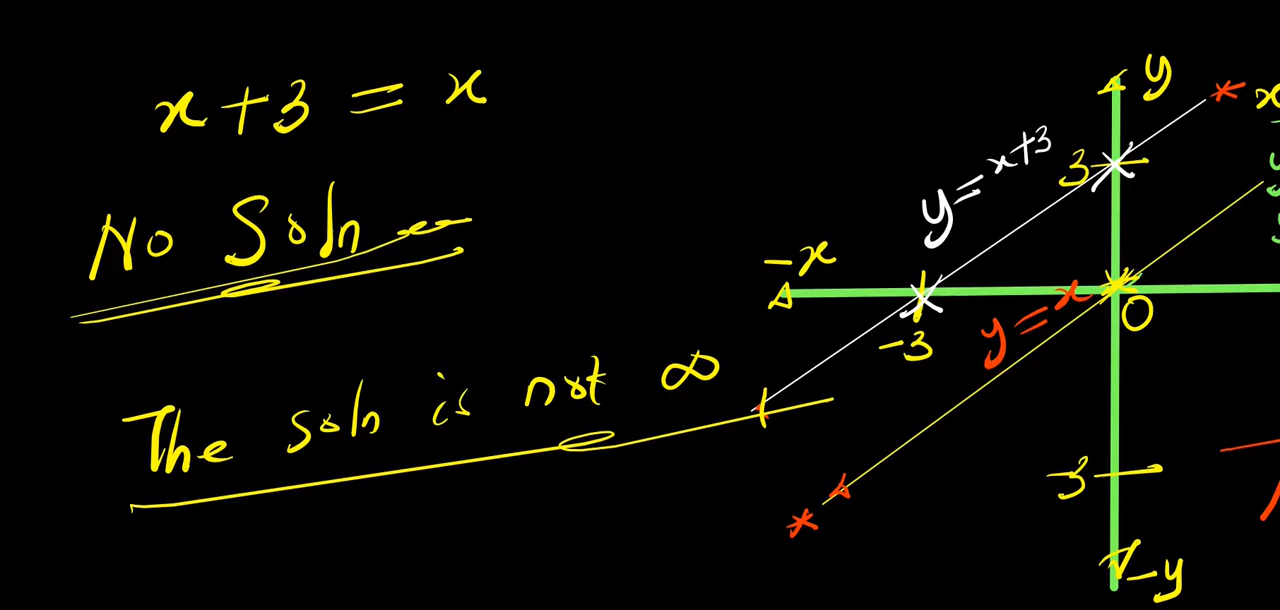 x+3 = x
No Soln
The soln is not ∞
y
y=x+3
3
-x
-3
y=x
0
-3
-y